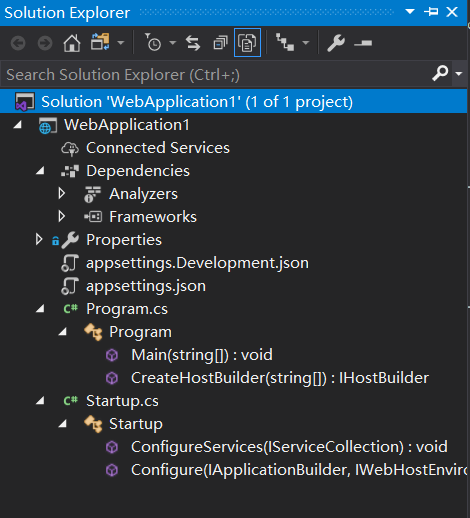 Solution Explorer
Search Solution Explorer (Ctrl+;)
Solution 'WebApplication1' (1 of 1 project)
WebApplication1
Connected Services
Dependencies
Analyzers
Frameworks
Properties
appsettings.Development.json
appsettings.json
C# Program.cs
Program
Main(string[]) : void
CreateHostBuilder(string[]) : IHostBuilder
C# Startup.cs
Startup
ConfigureServices(IServiceCollection) : void
Configure(IApplicationBuilder, IWebHostEnviro